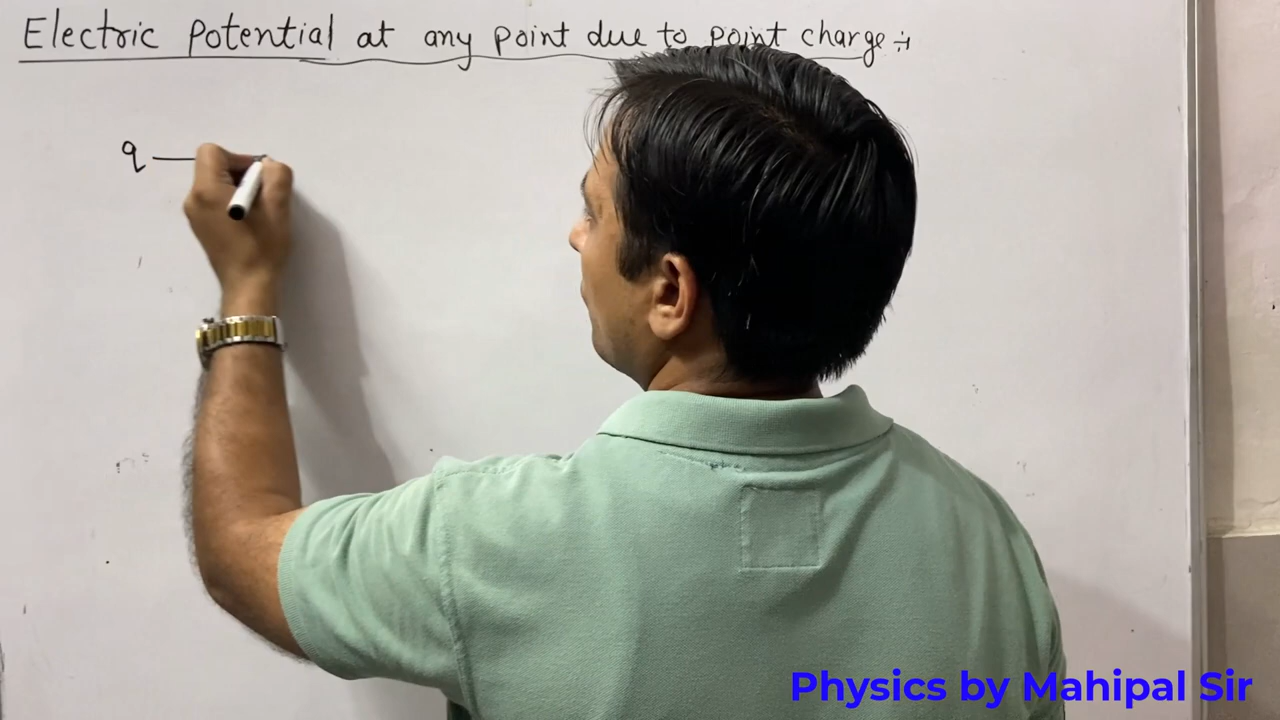 Electric Potential at any point due to point charge :-
q
Physics by Mahipal Sir